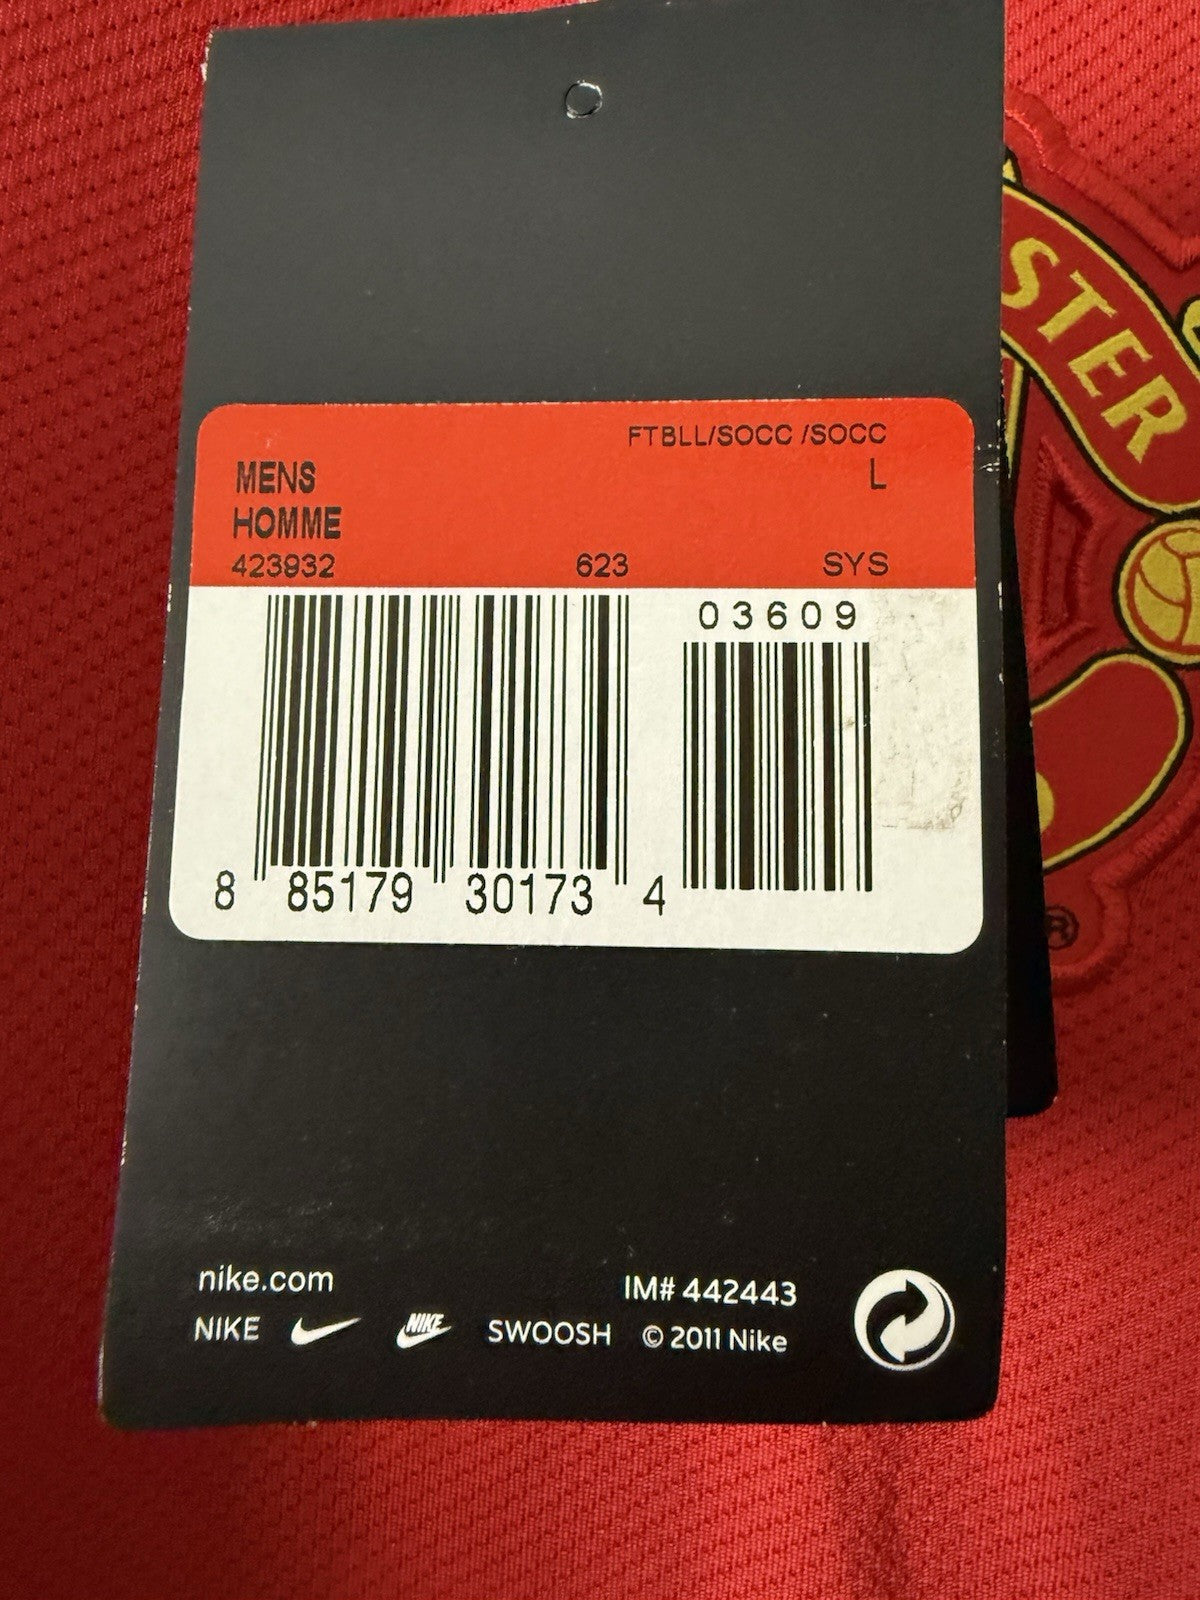 FTBLL/SOCC /SOCC
MENS L
HOMME
423932 623 SYS
03609
8 85179 30173 4
nike.com IM# 442443
NIKE NIKE SWOOSH © 2011 Nike
STER
®